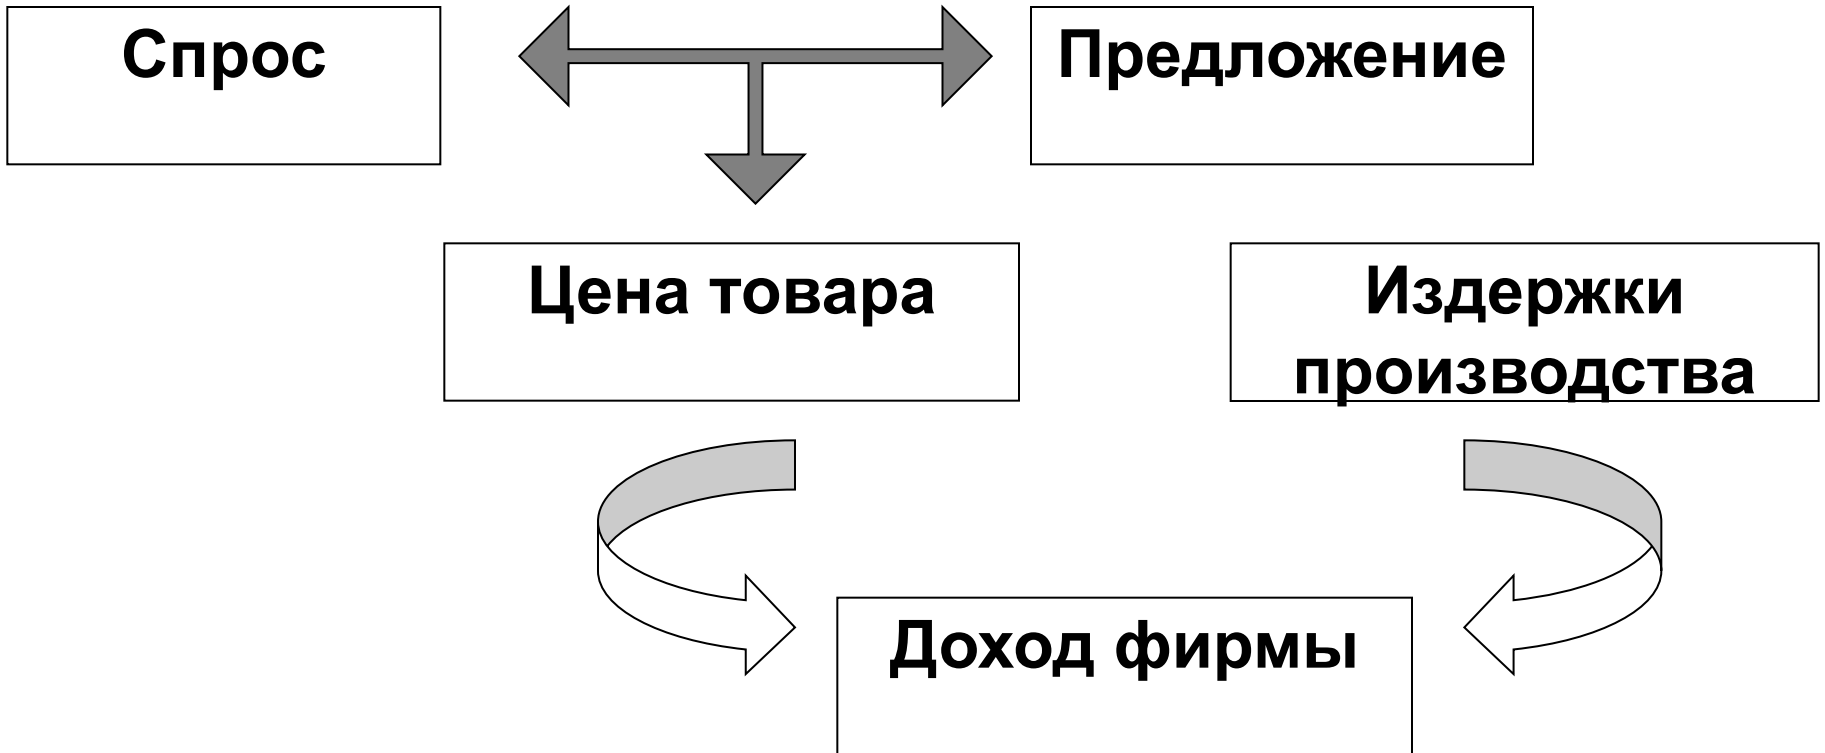 Спрос
Предложение
Цена товара
Издержки
производства
Доход фирмы